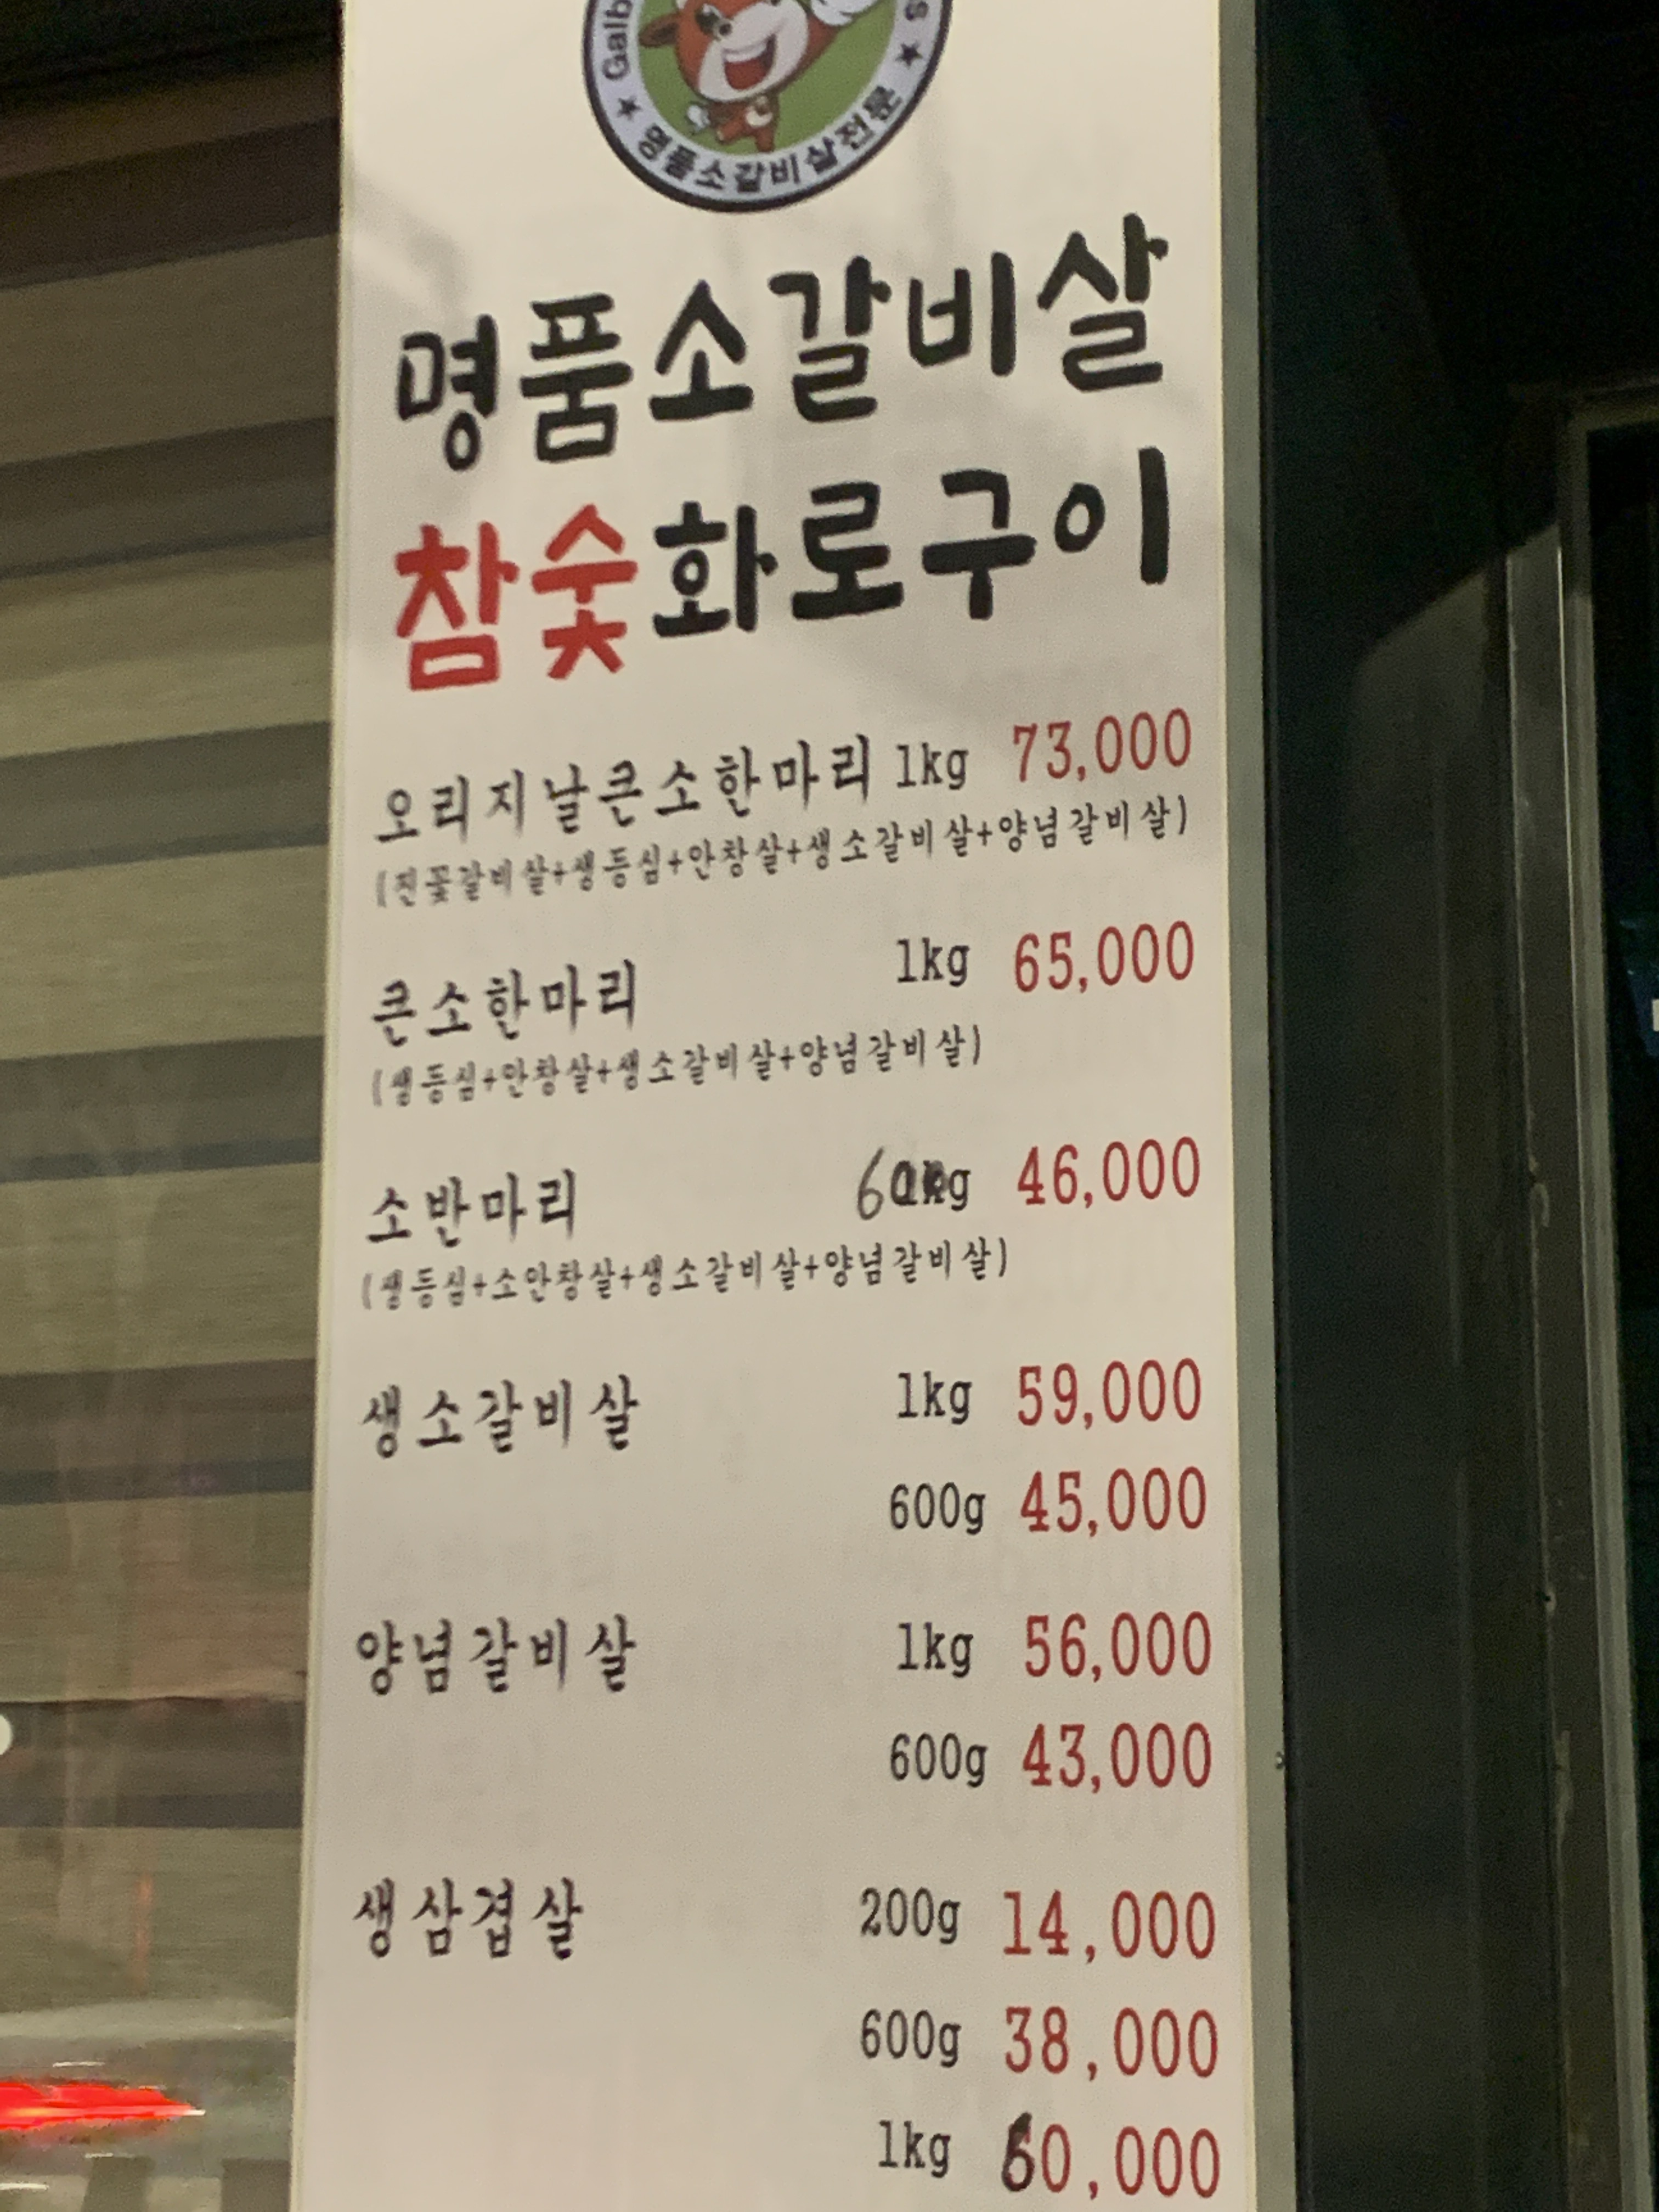 Galb
명품소갈비살전문
명품소갈비살
참숯화로구이
오리지날큰소한마리 1kg 73,000
(진꽃갈비살+생등심+안창살+생소갈비살+양념갈비살)
큰소한마리 1kg 65,000
(생등심+안창살+생소갈비살+양념갈비살)
소반마리 600g 46,000
(생등심+소안창살+생소갈비살+양념갈비살)
생소갈비살 1kg 59,000
600g 45,000
양념갈비살 1kg 56,000
600g 43,000
생삼겹살 200g 14,000
600g 38,000
1kg 60,000